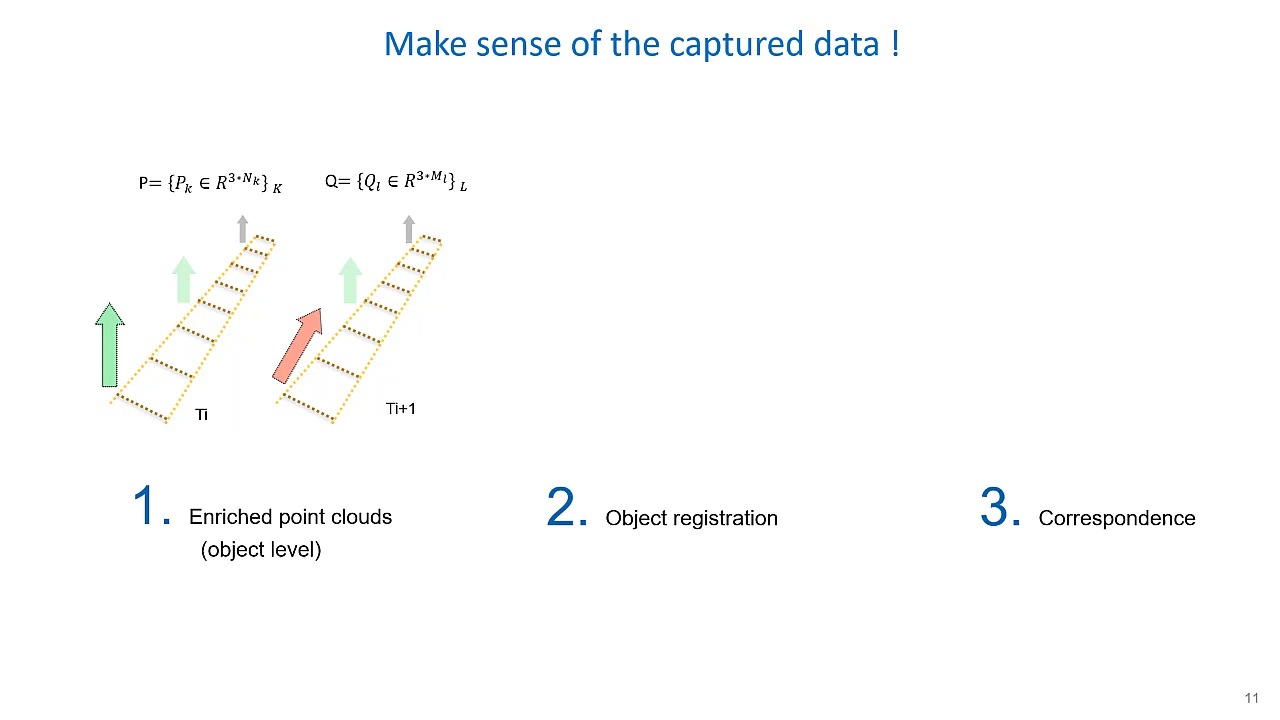 Make sense of the captured data !
P= {P_k ∈ R^{3*N_k}}_K
Q= {Q_l ∈ R^{3*M_l}}_L
Ti
Ti+1
1. Enriched point clouds
(object level)
2. Object registration
3. Correspondence
11